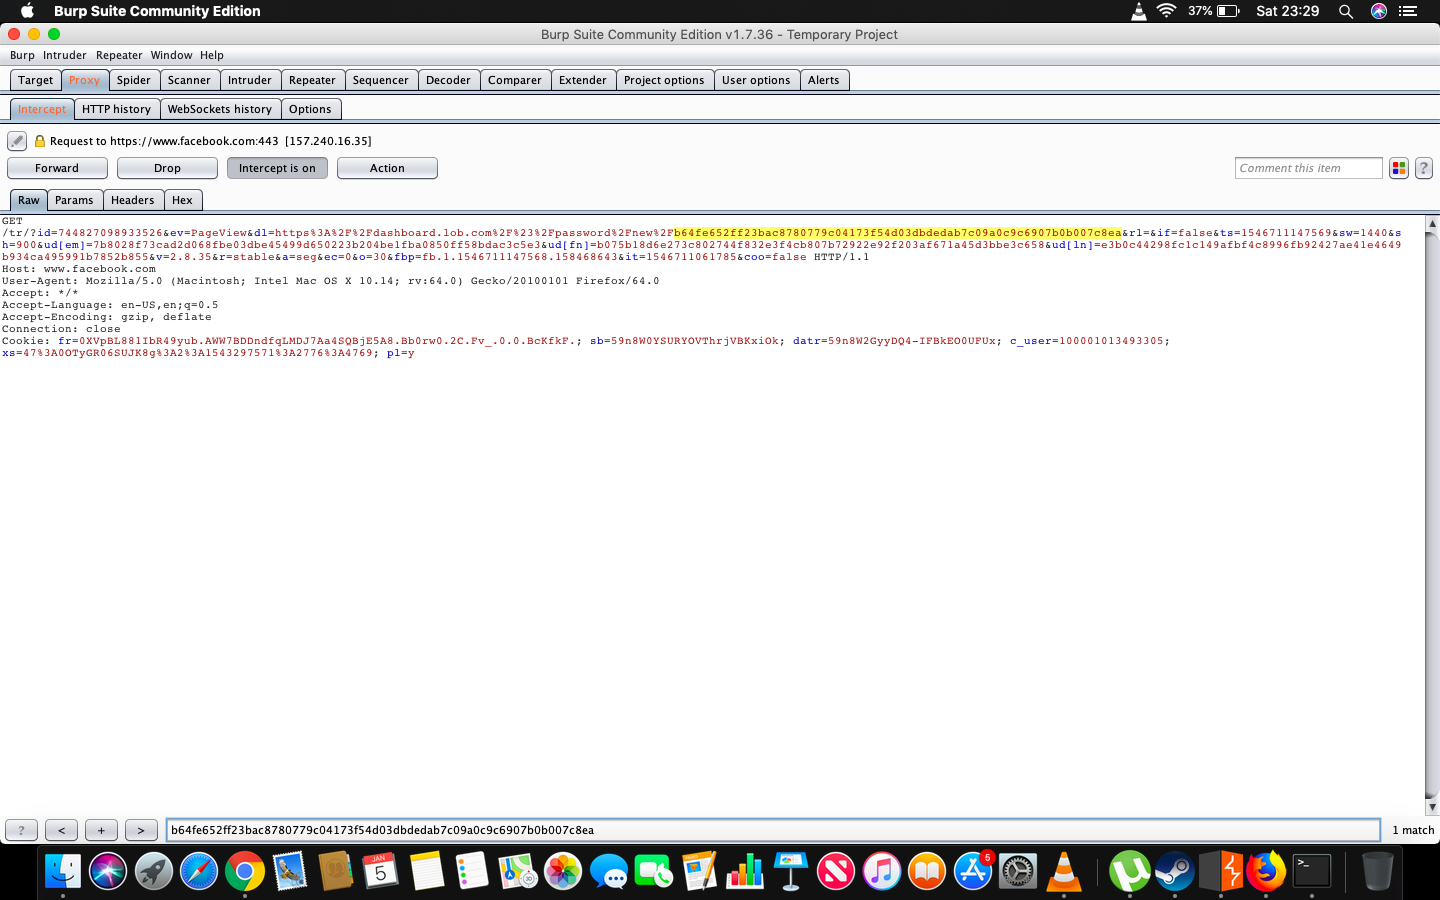 Burp Suite Community Edition
37%
Sat 23:29
Burp Suite Community Edition v1.7.36 - Temporary Project
Burp Intruder Repeater Window Help
Target Proxy Spider Scanner Intruder Repeater Sequencer Decoder Comparer Extender Project options User options Alerts
Intercept HTTP history WebSockets history Options
Request to https://www.facebook.com:443 [157.240.16.35]
Forward Drop Intercept is on Action Comment this item ?
Raw Params Headers Hex
GET
/tr/?id=744827098933526&ev=PageView&dl=https%3A%2F%2Fdashboard.lob.com%2F%23%2Fpassword%2Fnew%2Fb64fe652ff23bac8780779c04173f54d03dbdedab7c09a0c9c6907b0b007c8ea&rl=&if=false&ts=1546711147569&sw=1440&s
h=900&ud[em]=7b8028f73cad2d068fbe03dbe45499d650223b204be1fba0850ff58bdac3c5e3&ud[fn]=b075b18d6e273c802744f832e3f4cb807b72922e92f203af671a45d3bbe3c658&ud[ln]=e3b0c44298fc1c149afbf4c8996fb92427ae41e4649
b934ca495991b7852b855&v=2.8.35&r=stable&a=seg&ec=0&o=30&fbp=fb.1.1546711147568.158468643&it=1546711061785&coo=false HTTP/1.1
Host: www.facebook.com
User-Agent: Mozilla/5.0 (Macintosh; Intel Mac OS X 10.14; rv:64.0) Gecko/20100101 Firefox/64.0
Accept: */*
Accept-Language: en-US,en;q=0.5
Accept-Encoding: gzip, deflate
Connection: close
Cookie: fr=0XVpBL881IbR49yub.AWW7BDDndfqLMDJ7Aa4SQBjE5A8.Bb0rw0.2C.Fv_.0.0.BcKfkF.; sb=59n8W0YSURYOVThrjVBKxiOk; datr=59n8W2GyyDQ4-IFBkEO0UFUx; c_user=100001013493305;
xs=47%3A0OTyGR06SUJK8g%3A2%3A1543297571%3A2776%3A4769; pl=y
? < + > b64fe652ff23bac8780779c04173f54d03dbdedab7c09a0c9c6907b0b007c8ea 1 match
JAN
5
5
>_